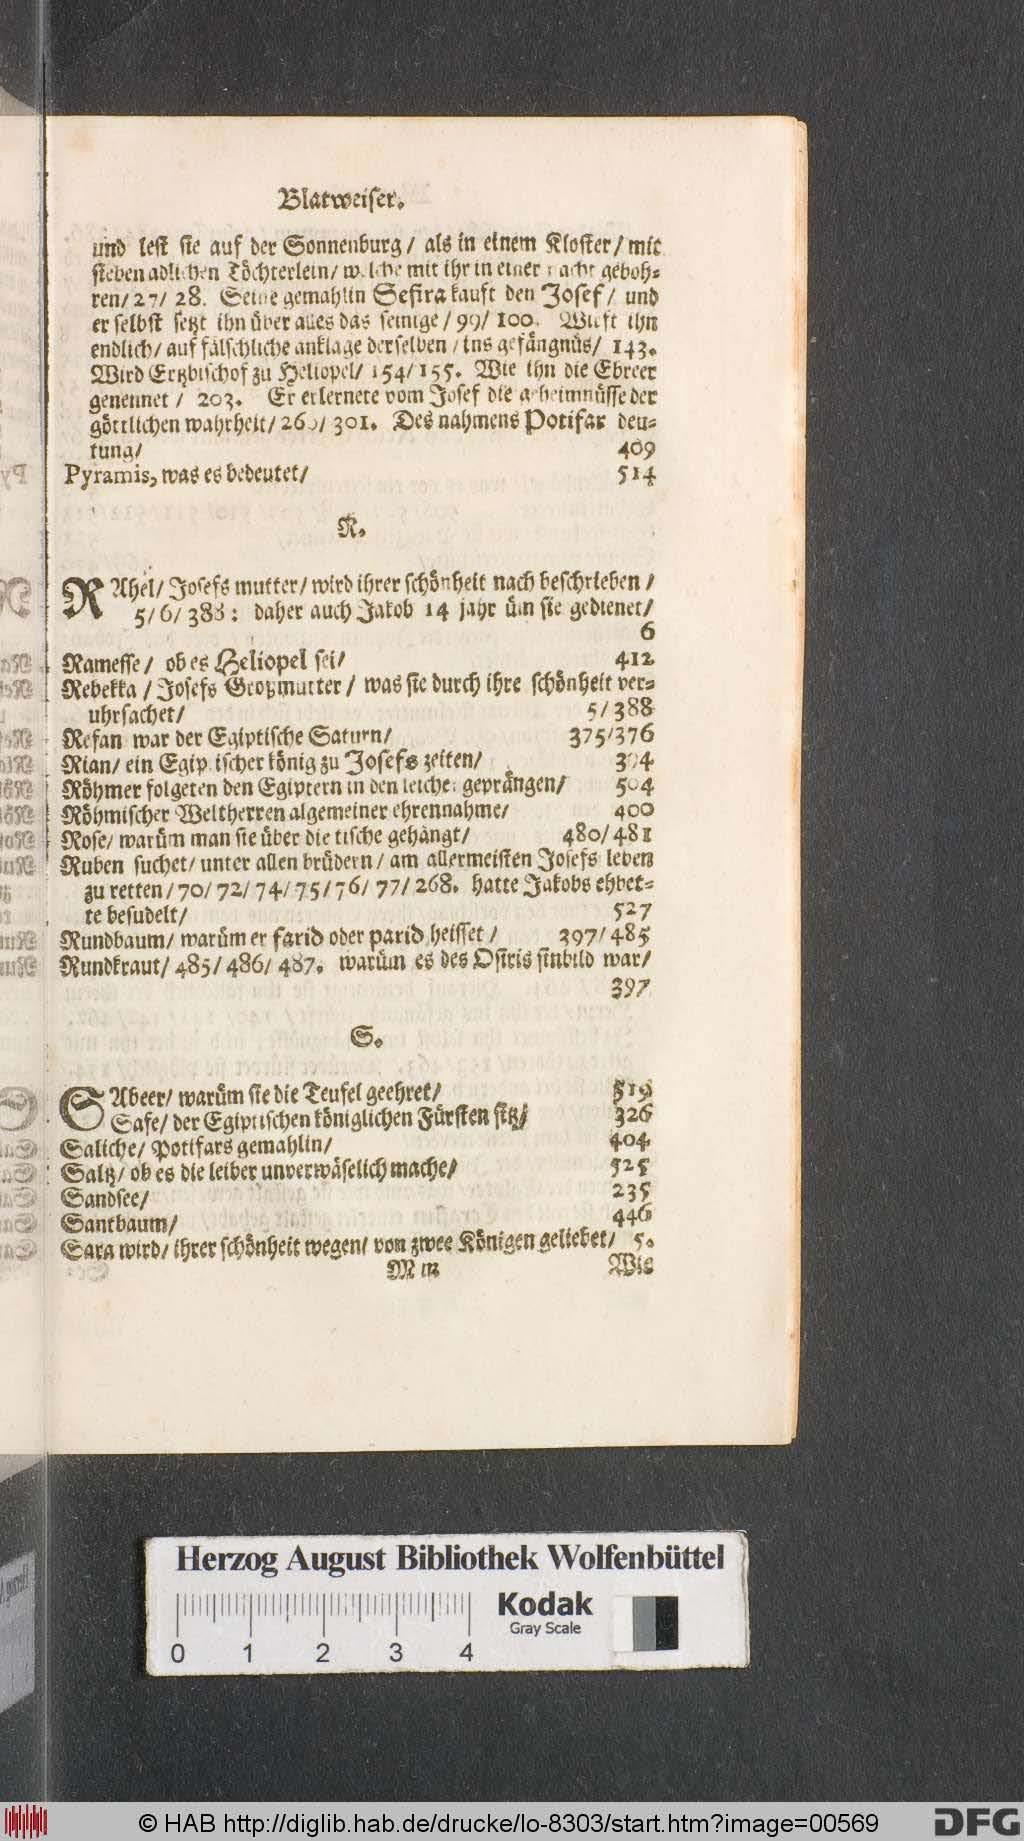 Blatweiser.
und lest sie auf der Sonnenburg / als in einem Kloster / mit
sieben adlichen Töchterlein / welche mit ihr in einer nacht geboh⸗
ren / 27 / 28. Seine gemahlin Sefira kauft den Josef / und
er selbst setzt ihn über alles das seinige / 99 / 100. Wirft ihn
endlich / auf fälschliche anklage derselben / ins gefängnüs / 143.
Wird Ertzbischof zu Heliopel / 154 / 155. Wie ihn die Ebreer
genennet / 203. Er erlernete vom Josef die geheimnüsse der
göttlichen wahrheit / 260 / 301. Des nahmens Potifar deu⸗
tung / 409
Pyramis, was es bedeutet / 514
R.
RAhel / Josefs mutter / wird ihrer schönheit nach beschrieben /
5 / 6 / 388 : daher auch Jakob 14 jahr üm sie gedienet /
6
Ramesse / ob es Heliopel sei / 412
Rebekka / Josefs Großmutter / was sie durch ihre schönheit ver⸗
uhrsachet / 5 / 388
Refan war der Egiptische Saturn / 375 / 376
Rian / ein Egiptischer könig zu Josefs zeiten / 394
Röhmer folgeten den Egiptern in den leichen geprängen / 504
Röhmischer Weltherren algemeiner ehrennahme / 400
Rose / warüm man sie über die tische gehängt / 480 / 481
Ruben suchet / unter allen brüdern / am allermeisten Josefs leben
zu retten / 70 / 72 / 74 / 75 / 76 / 77 / 268. hatte Jakobs ehbet⸗
te besudelt / 527
Rundbaum / warüm er farid oder parid heisset / 397 / 485
Rundkraut / 485 / 486 / 487. warüm es des Osiris sinbild war /
397
S.
SAbeer / warüm sie die Teufel geehret / 519
Safe / der Egiptischen königlichen Fürsten sitz / 326
Saliche / Potifars gemahlin / 404
Saltz / ob es die leiber unverwäselich mache / 525
Sandsee / 235
Santbaum / 446
Sara wird / ihrer schönheit wegen / von zwee Königen geliebet / 5.
M m Wie
Herzog August Bibliothek Wolfenbüttel
Kodak
Gray Scale
0 1 2 3 4
© HAB http://diglib.hab.de/drucke/lo-8303/start.htm?image=00569
DFG